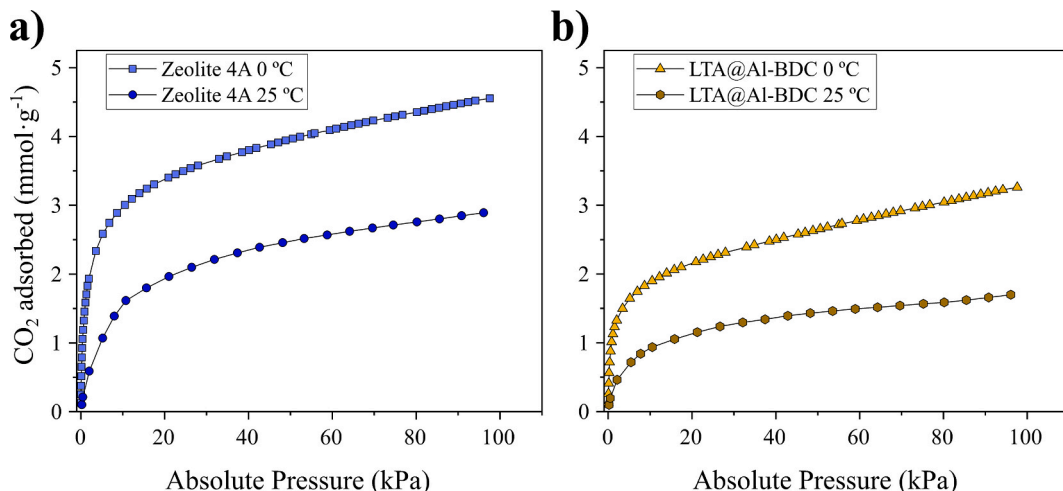 a)
Zeolite 4A 0 ºC
Zeolite 4A 25 ºC
CO₂ adsorbed (mmol·g⁻¹)
5
4
3
2
1
0
0 20 40 60 80 100
Absolute Pressure (kPa)
b)
LTA@Al-BDC 0 ºC
LTA@Al-BDC 25 ºC
5
4
3
2
1
0
0 20 40 60 80 100
Absolute Pressure (kPa)